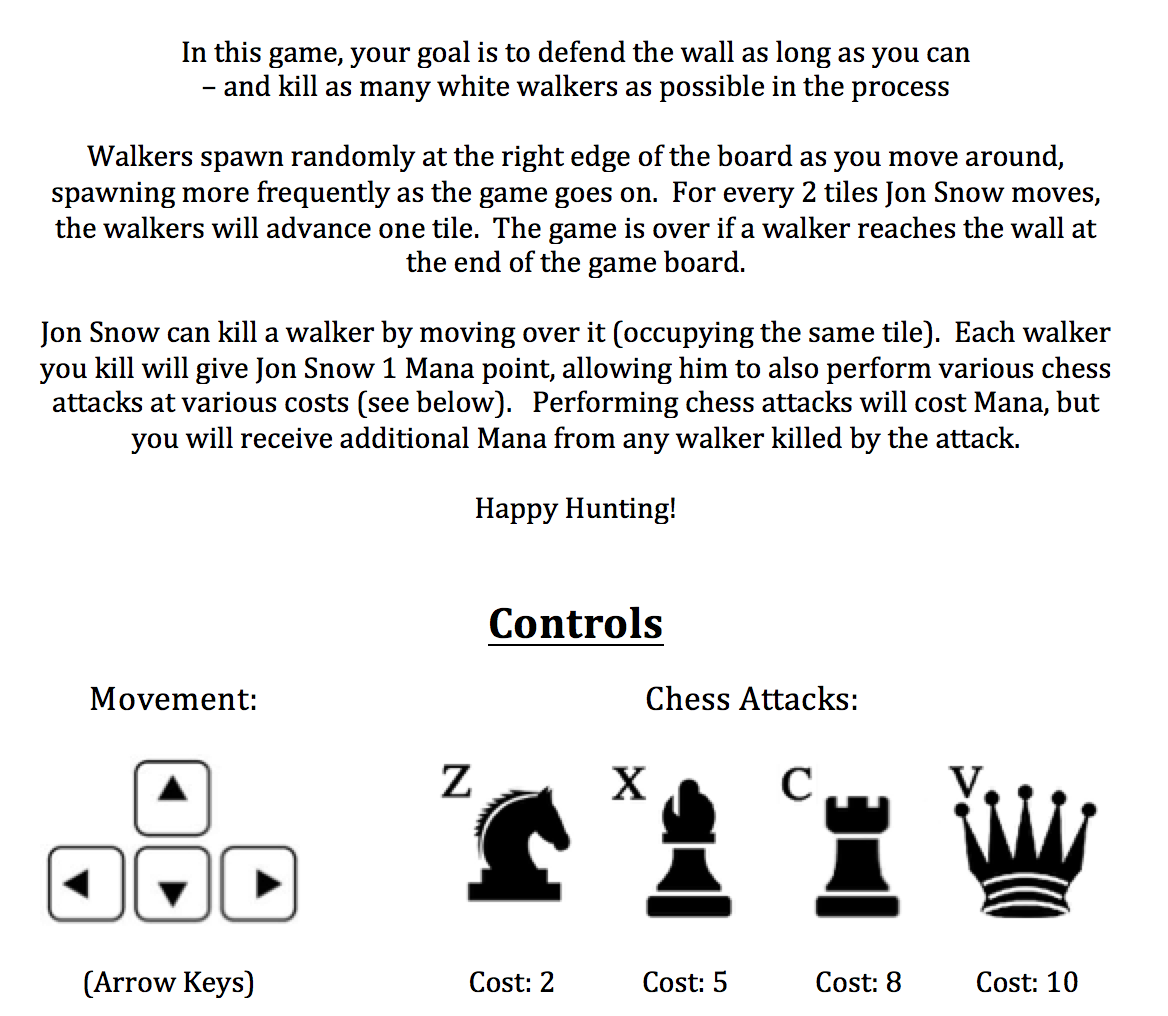 In this game, your goal is to defend the wall as long as you can
– and kill as many white walkers as possible in the process
Walkers spawn randomly at the right edge of the board as you move around,
spawning more frequently as the game goes on.  For every 2 tiles Jon Snow moves,
the walkers will advance one tile.  The game is over if a walker reaches the wall at
the end of the game board.
Jon Snow can kill a walker by moving over it (occupying the same tile).  Each walker
you kill will give Jon Snow 1 Mana point, allowing him to also perform various chess
attacks at various costs (see below).   Performing chess attacks will cost Mana, but
you will receive additional Mana from any walker killed by the attack.
Happy Hunting!
Controls
Movement:
Chess Attacks:
Z X C V
(Arrow Keys)
Cost: 2 Cost: 5 Cost: 8 Cost: 10